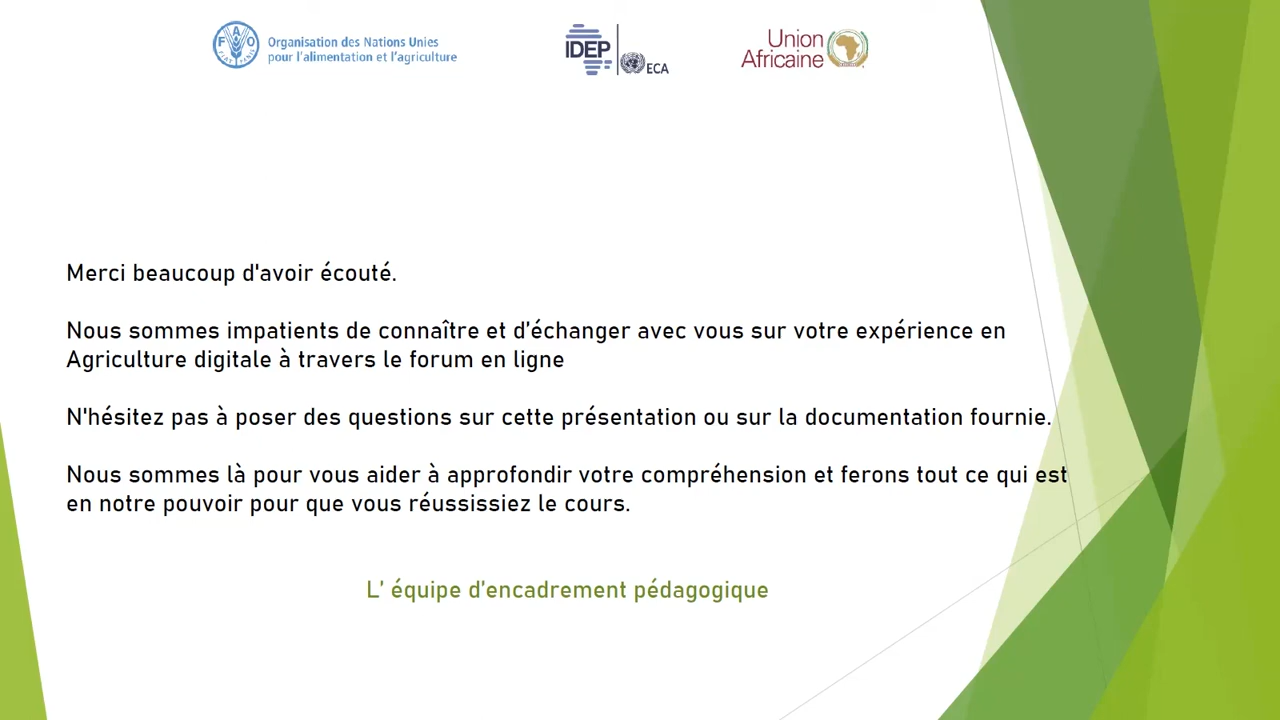 FAO
FIAT PANIS
Organisation des Nations Unies
pour l'alimentation et l'agriculture
IDEP
ECA
Union
Africaine
Merci beaucoup d'avoir écouté.
Nous sommes impatients de connaître et d’échanger avec vous sur votre expérience en
Agriculture digitale à travers le forum en ligne
N'hésitez pas à poser des questions sur cette présentation ou sur la documentation fournie.
Nous sommes là pour vous aider à approfondir votre compréhension et ferons tout ce qui est
en notre pouvoir pour que vous réussissiez le cours.
L’ équipe d’encadrement pédagogique